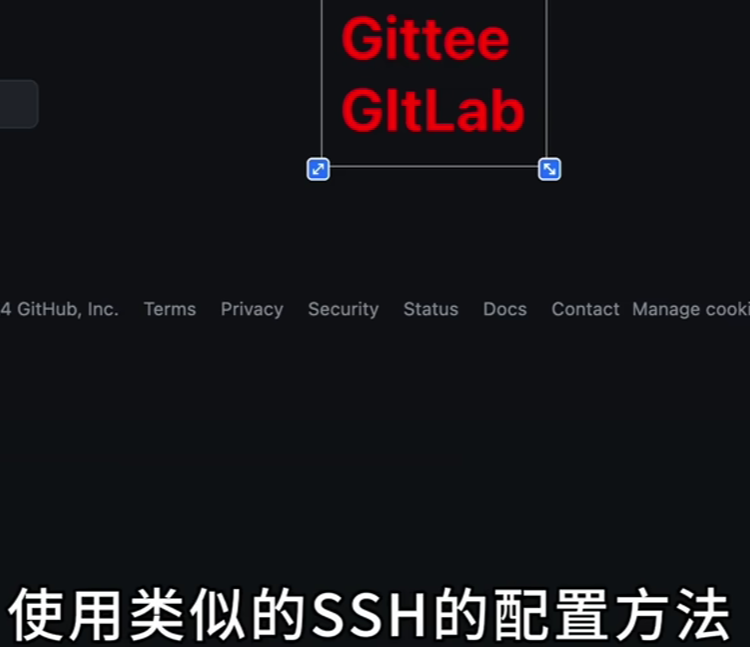 Gittee
GItLab
4 GitHub, Inc. Terms Privacy Security Status Docs Contact Manage cooki
使用类似的SSH的配置方法